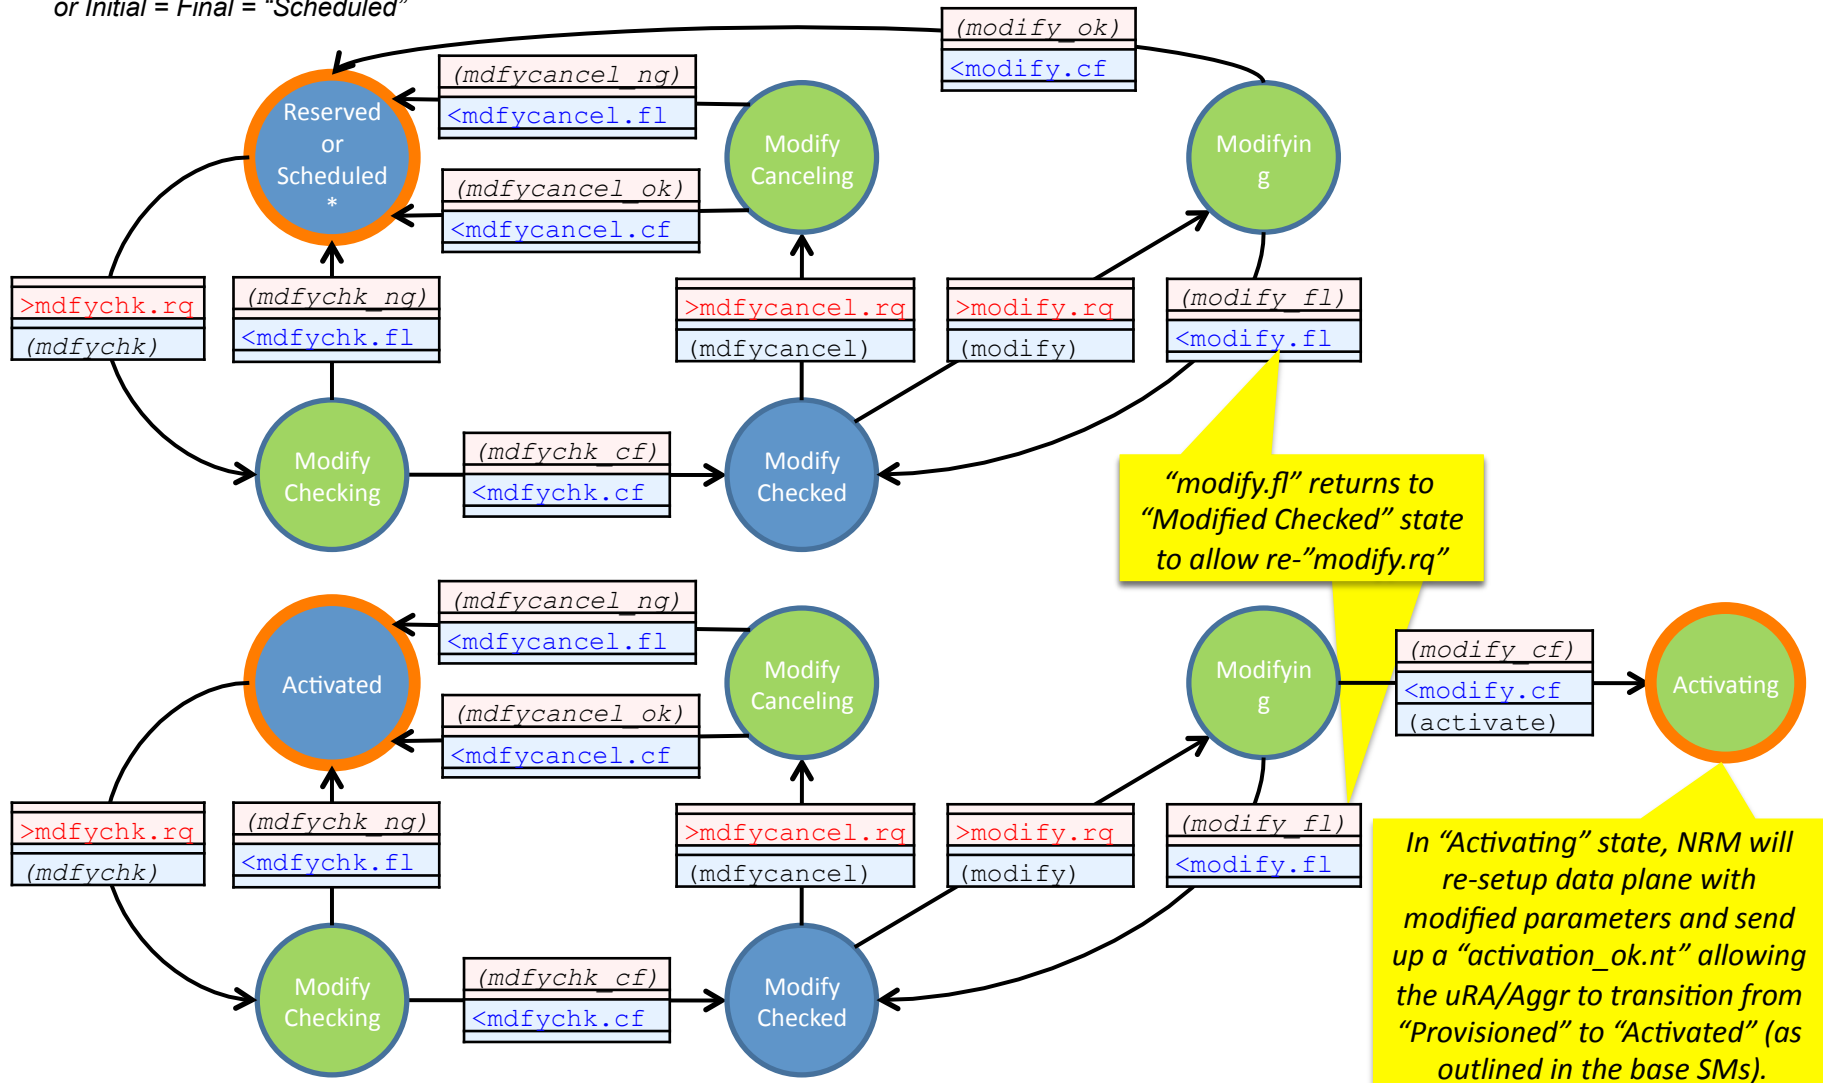 or Initial = Final = “Scheduled”
(modify_ok)
<modify.cf
(mdfycancel_ng)
<mdfycancel.fl
Reserved
or
Scheduled
*
Modify
Canceling
Modifyin
g
(mdfycancel_ok)
<mdfycancel.cf
>mdfychk.rq
(mdfychk)
(mdfychk_ng)
<mdfychk.fl
>mdfycancel.rq
(mdfycancel)
>modify.rq
(modify)
(modify_fl)
<modify.fl
Modify
Checking
(mdfychk_cf)
<mdfychk.cf
Modify
Checked
“modify.fl” returns to
“Modified Checked” state
to allow re-”modify.rq”
(mdfycancel_ng)
<mdfycancel.fl
Activated
Modify
Canceling
Modifyin
g
(modify_cf)
<modify.cf
(activate)
Activating
(mdfycancel_ok)
<mdfycancel.cf
>mdfychk.rq
(mdfychk)
(mdfychk_ng)
<mdfychk.fl
>mdfycancel.rq
(mdfycancel)
>modify.rq
(modify)
(modify_fl)
<modify.fl
Modify
Checking
(mdfychk_cf)
<mdfychk.cf
Modify
Checked
In “Activating” state, NRM will
re-setup data plane with
modified parameters and send
up a “activation_ok.nt” allowing
the uRA/Aggr to transition from
“Provisioned” to “Activated” (as
outlined in the base SMs).